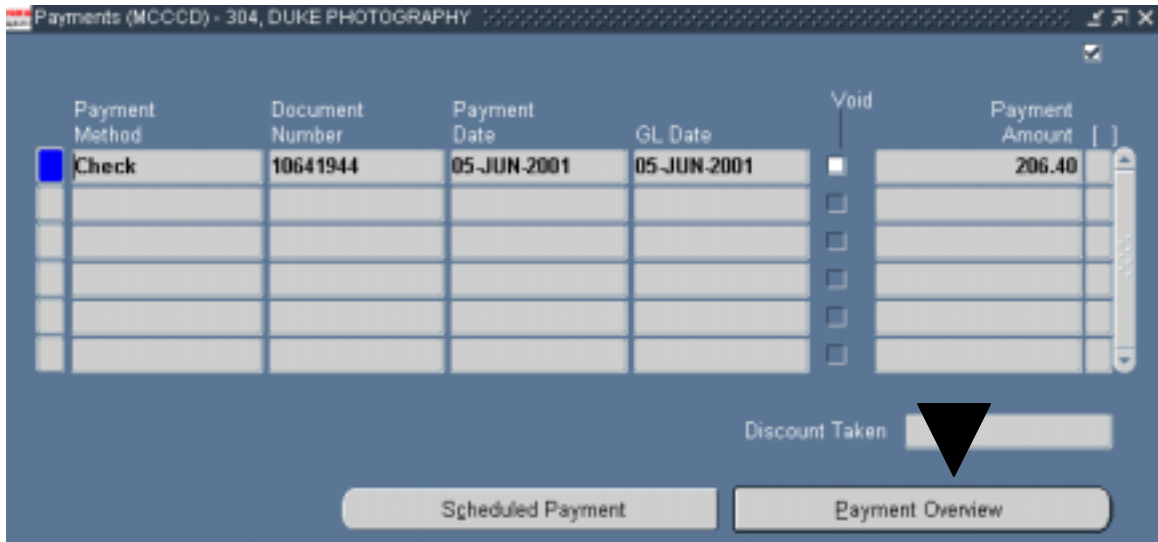 Payments (MCCCD) - 304, DUKE PHOTOGRAPHY
Payment Method Document Number Payment Date GL Date Void Payment Amount [ ]
Check 10641944 05-JUN-2001 05-JUN-2001 206.40
Discount Taken
Scheduled Payment Payment Overview